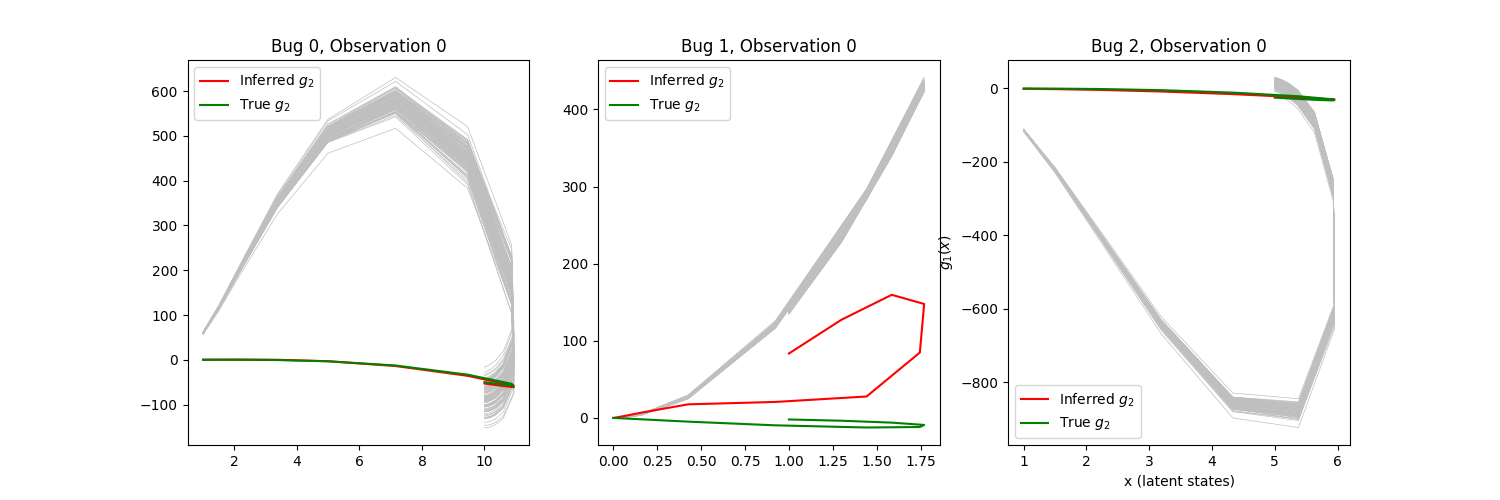 Bug 0, Observation 0
Inferred g₂
True g₂
600
500
400
300
200
100
0
−100
2 4 6 8 10
Bug 1, Observation 0
Inferred g₂
True g₂
400
300
200
100
0
0.00 0.25 0.50 0.75 1.00 1.25 1.50 1.75
Bug 2, Observation 0
g₁(x)
0
−200
−400
−600
−800
Inferred g₂
True g₂
1 2 3 4 5 6
x (latent states)